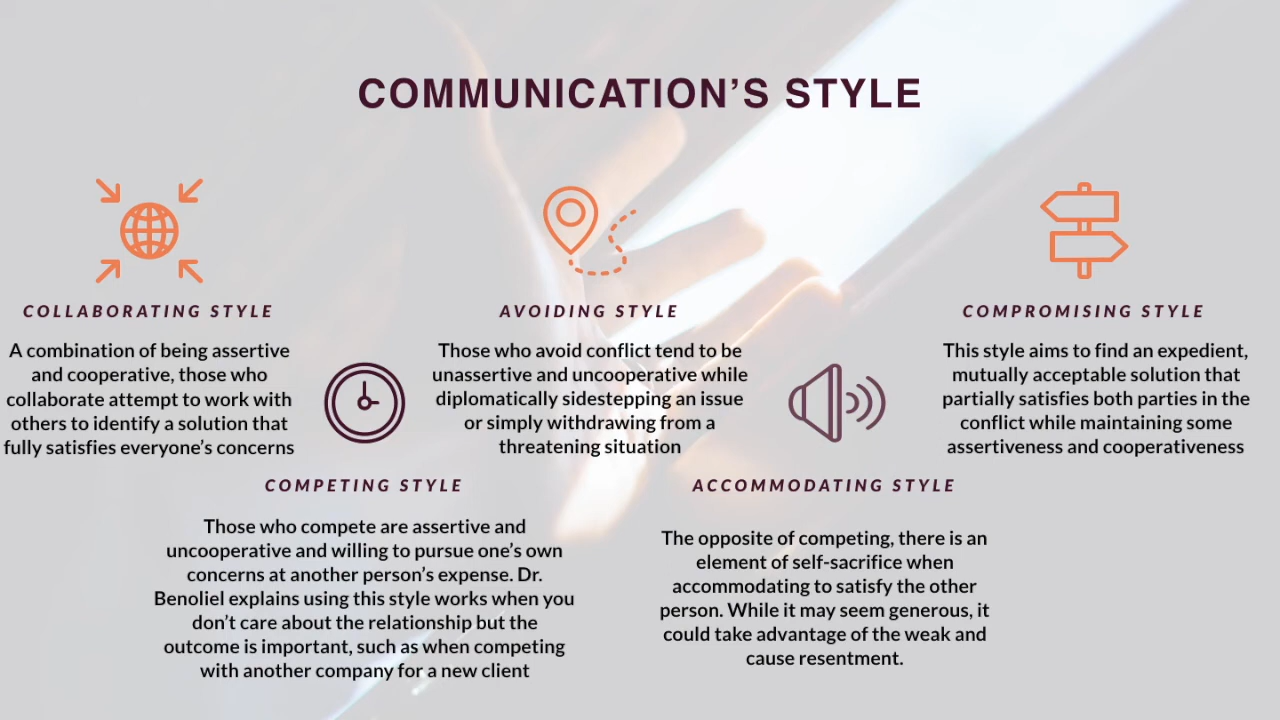 COMMUNICATION’S STYLE
COLLABORATING STYLE
A combination of being assertive
and cooperative, those who
collaborate attempt to work with
others to identify a solution that
fully satisfies everyone’s concerns
AVOIDING STYLE
Those who avoid conflict tend to be
unassertive and uncooperative while
diplomatically sidestepping an issue
or simply withdrawing from a
threatening situation
COMPROMISING STYLE
This style aims to find an expedient,
mutually acceptable solution that
partially satisfies both parties in the
conflict while maintaining some
assertiveness and cooperativeness
COMPETING STYLE
Those who compete are assertive and
uncooperative and willing to pursue one’s own
concerns at another person’s expense. Dr.
Benoliel explains using this style works when you
don’t care about the relationship but the
outcome is important, such as when competing
with another company for a new client
ACCOMMODATING STYLE
The opposite of competing, there is an
element of self-sacrifice when
accommodating to satisfy the other
person. While it may seem generous, it
could take advantage of the weak and
cause resentment.